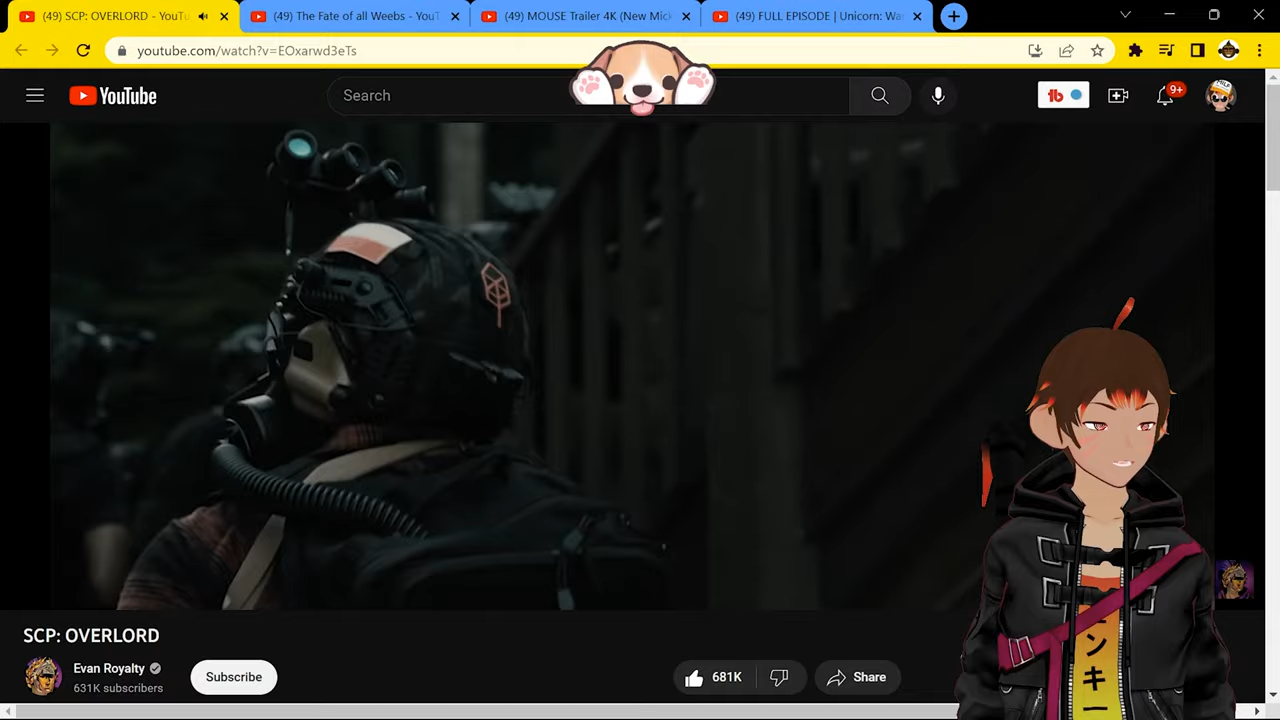 (49) SCP: OVERLORD - YouTu
(49) The Fate of all Weebs - YouT
(49) MOUSE Trailer 4K (New Mick
(49) FULL EPISODE | Unicorn: Wa
youtube.com/watch?v=EOxarwd3eTs
YouTube
Search
tb
9+
SCP: OVERLORD
Evan Royalty
631K subscribers
Subscribe
681K
Share
ンキー